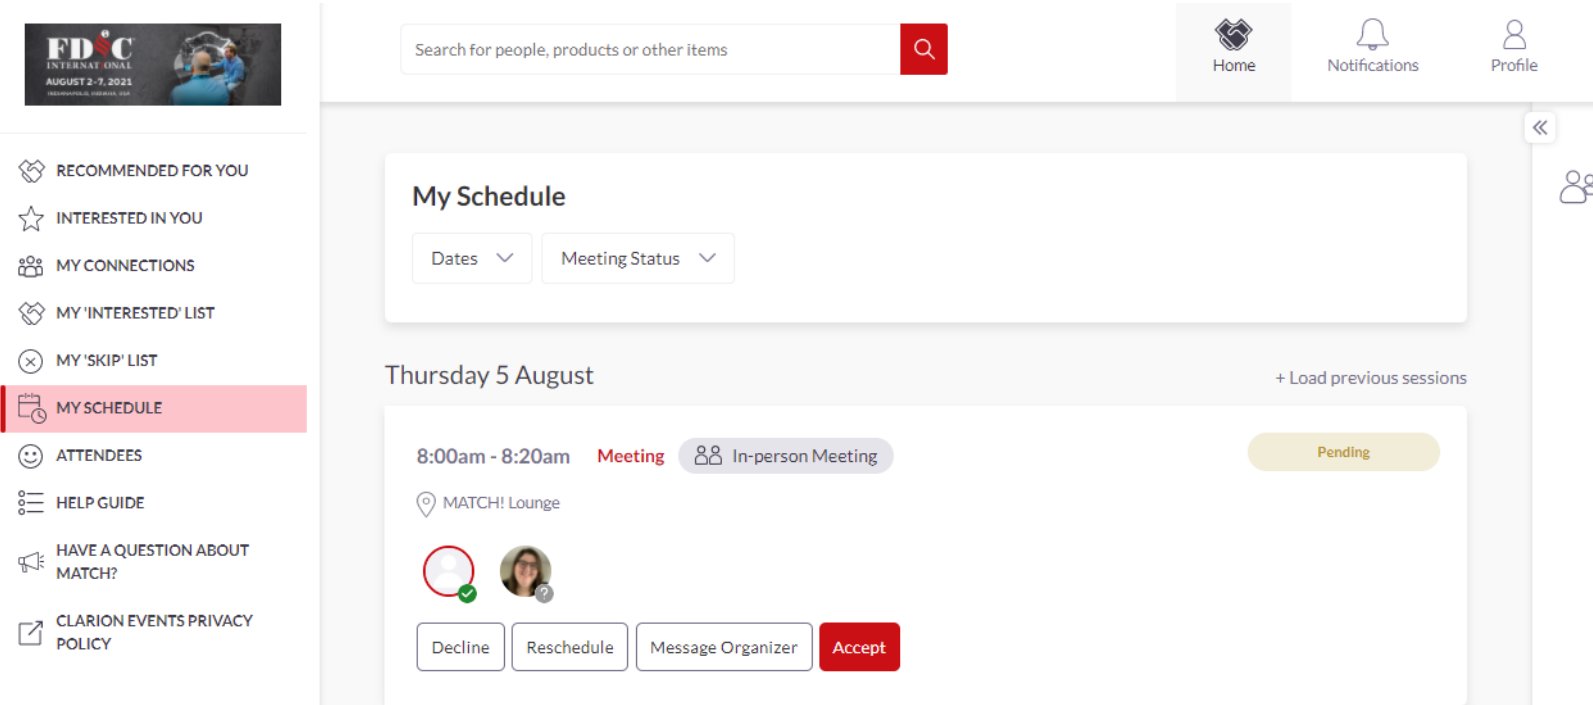 FDIC
INTERNATIONAL
AUGUST 2-7, 2021
INDIANAPOLIS, INDIANA, USA
Search for people, products or other items
Home
Notifications
Profile
RECOMMENDED FOR YOU
INTERESTED IN YOU
MY CONNECTIONS
MY 'INTERESTED' LIST
MY 'SKIP' LIST
MY SCHEDULE
ATTENDEES
HELP GUIDE
HAVE A QUESTION ABOUT
MATCH?
CLARION EVENTS PRIVACY
POLICY
My Schedule
Dates
Meeting Status
Thursday 5 August
+ Load previous sessions
8:00am - 8:20am Meeting In-person Meeting
Pending
MATCH! Lounge
?
Decline Reschedule Message Organizer Accept